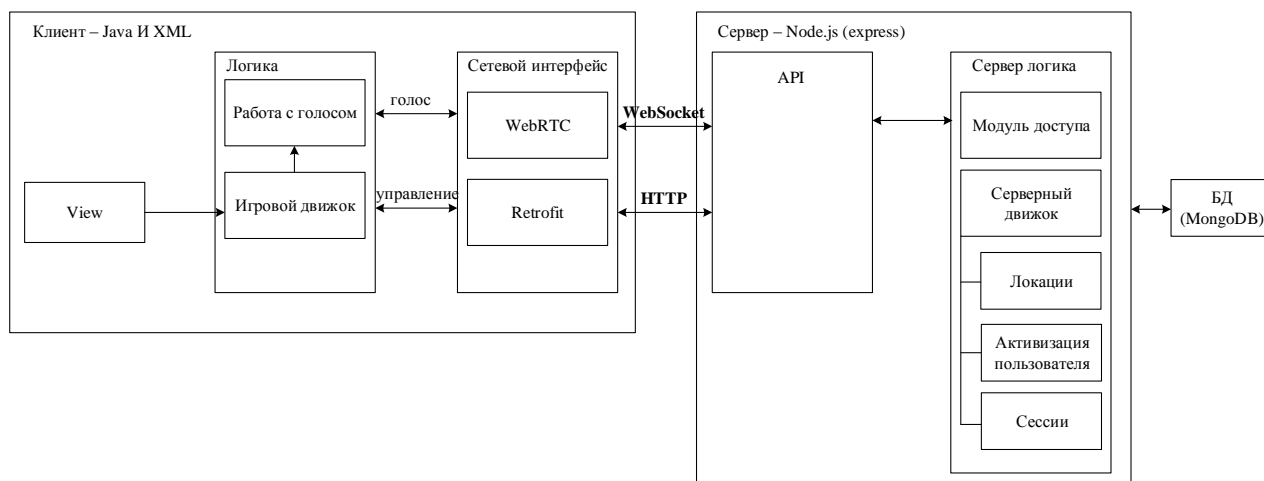 Клиент – Java И XML
Логика
Работа с голосом
Игровой движок
View
голос
управление
Сетевой интерфейс
WebRTC
Retrofit
WebSocket
HTTP
Сервер – Node.js (express)
API
Сервер логика
Модуль доступа
Серверный
движок
Локации
Активизация
пользователя
Сессии
БД
(MongoDB)